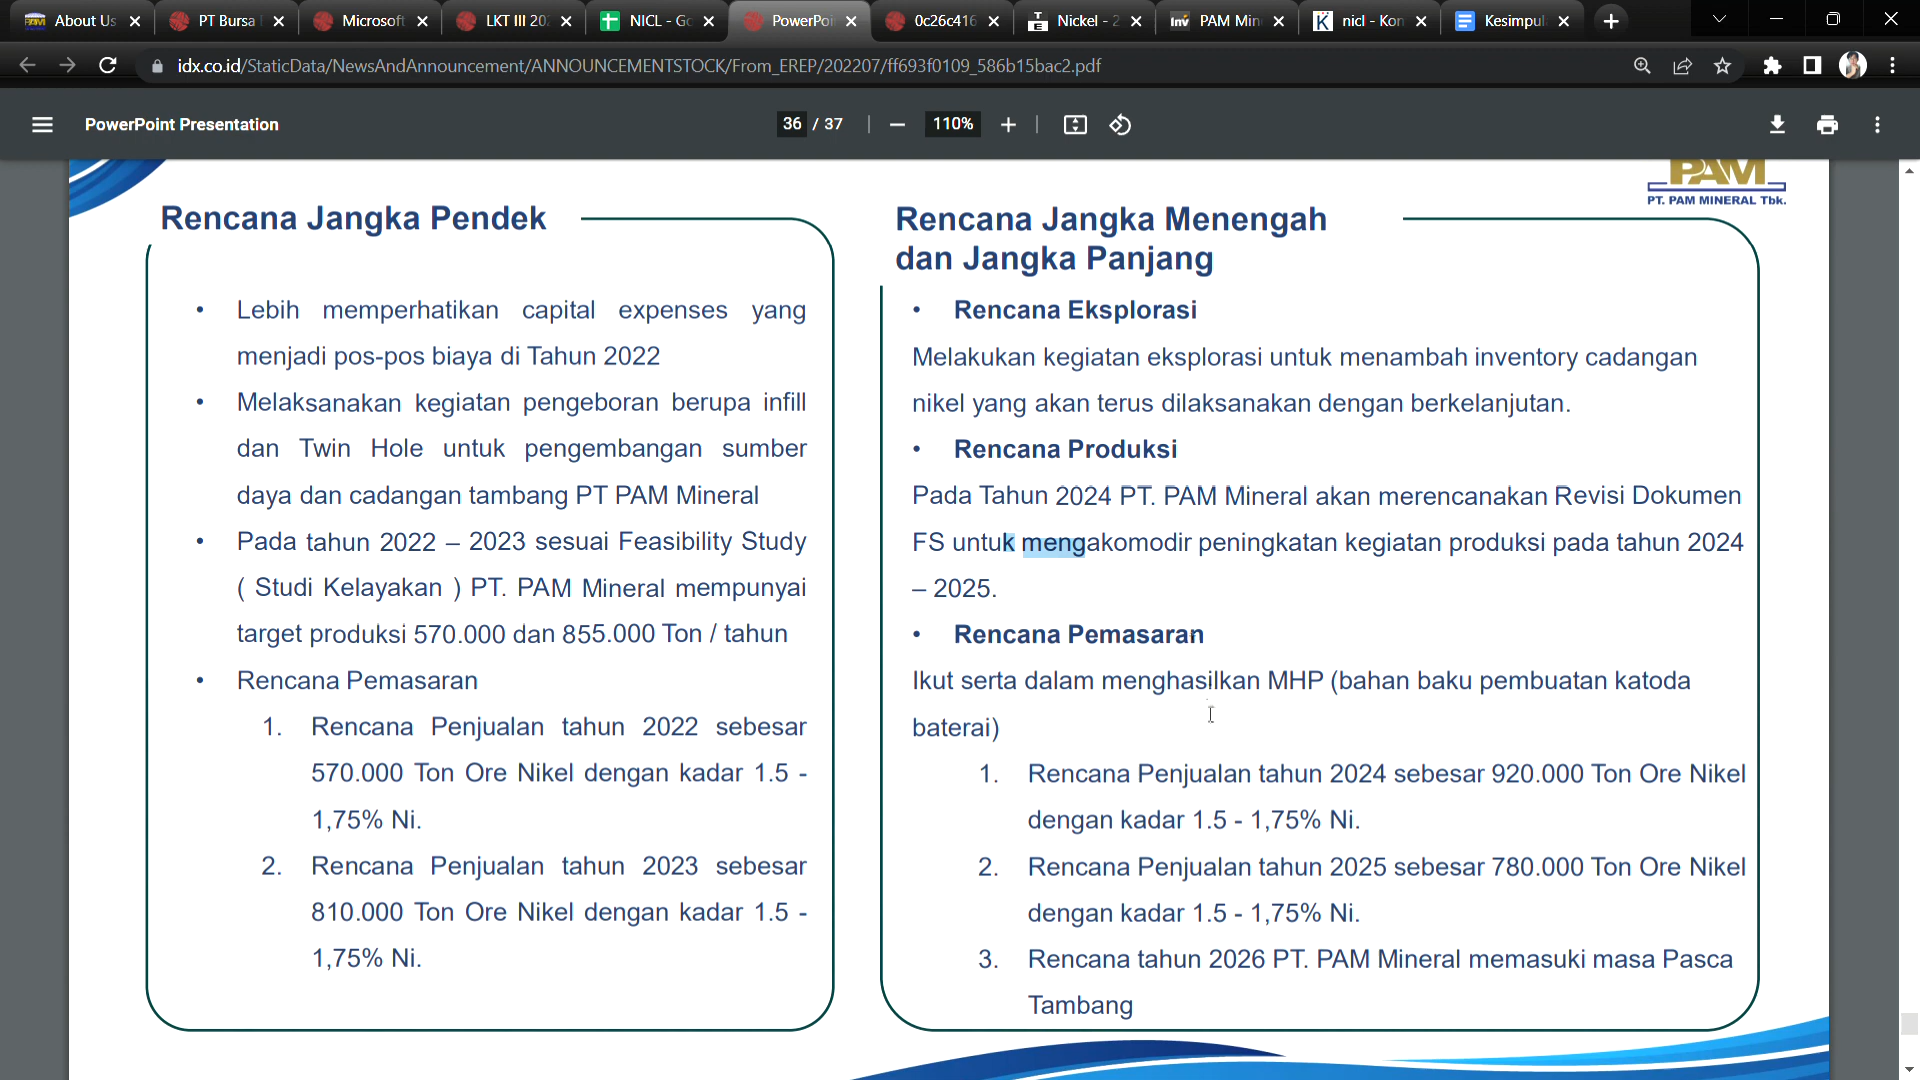 About Us
PT Bursa
Microsoft
LKT III 202
NICL - Go
PowerPoi
0c26c416
Nickel - 2
PAM Min
nicl - Kon
Kesimpul
idx.co.id/StaticData/NewsAndAnnouncement/ANNOUNCEMENTSTOCK/From_EREP/202207/ff693f0109_586b15bac2.pdf
PowerPoint Presentation
36 / 37
110%
PAM
PT. PAM MINERAL Tbk.
Rencana Jangka Pendek
• Lebih memperhatikan capital expenses yang
menjadi pos-pos biaya di Tahun 2022
• Melaksanakan kegiatan pengeboran berupa infill
dan Twin Hole untuk pengembangan sumber
daya dan cadangan tambang PT PAM Mineral
• Pada tahun 2022 – 2023 sesuai Feasibility Study
( Studi Kelayakan ) PT. PAM Mineral mempunyai
target produksi 570.000 dan 855.000 Ton / tahun
• Rencana Pemasaran
1. Rencana Penjualan tahun 2022 sebesar
570.000 Ton Ore Nikel dengan kadar 1.5 -
1,75% Ni.
2. Rencana Penjualan tahun 2023 sebesar
810.000 Ton Ore Nikel dengan kadar 1.5 -
1,75% Ni.
Rencana Jangka Menengah
dan Jangka Panjang
• Rencana Eksplorasi
Melakukan kegiatan eksplorasi untuk menambah inventory cadangan
nikel yang akan terus dilaksanakan dengan berkelanjutan.
• Rencana Produksi
Pada Tahun 2024 PT. PAM Mineral akan merencanakan Revisi Dokumen
FS untuk mengakomodir peningkatan kegiatan produksi pada tahun 2024
– 2025.
• Rencana Pemasaran
Ikut serta dalam menghasilkan MHP (bahan baku pembuatan katoda
baterai)
1. Rencana Penjualan tahun 2024 sebesar 920.000 Ton Ore Nikel
dengan kadar 1.5 - 1,75% Ni.
2. Rencana Penjualan tahun 2025 sebesar 780.000 Ton Ore Nikel
dengan kadar 1.5 - 1,75% Ni.
3. Rencana tahun 2026 PT. PAM Mineral memasuki masa Pasca
Tambang